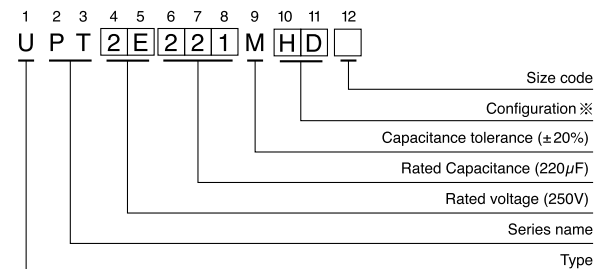 1 2 3 4 5 6 7 8 9 10 11 12
U P T 2 E 2 2 1 M H D
Size code
Configuration ※
Capacitance tolerance (±20%)
Rated Capacitance (220µF)
Rated voltage (250V)
Series name
Type